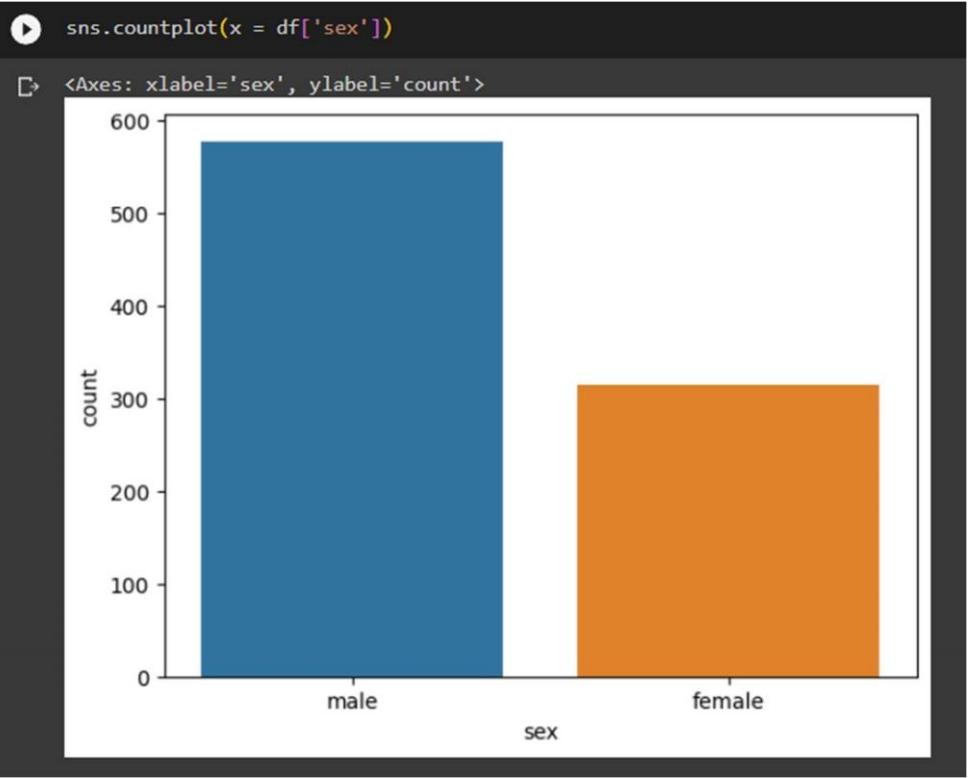 sns.countplot(x = df['sex'])
<Axes: xlabel='sex', ylabel='count'>
600
500
400
300
200
100
0
count
male female
sex